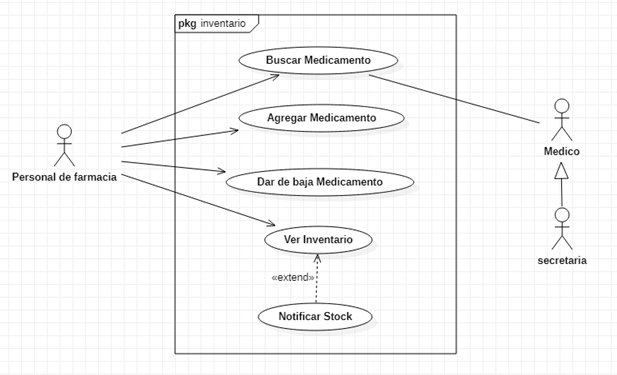 pkg inventario
Buscar Medicamento
Agregar Medicamento
Medico
Personal de farmacia
Dar de baja Medicamento
Ver Inventario
secretaria
«extend»
Notificar Stock